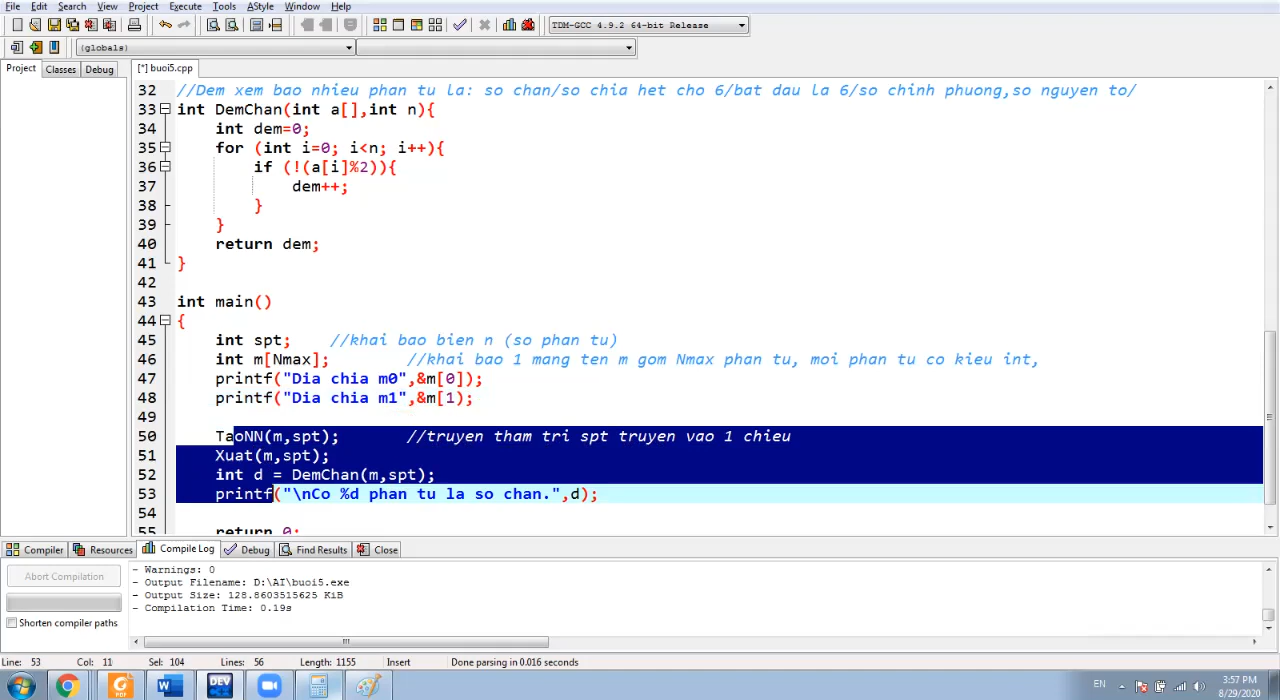 File Edit Search View Project Execute Tools AStyle Window Help
TDM-GCC 4.9.2 64-bit Release
(globals)
Project Classes Debug
[*] buoi5.cpp
32 //Dem xem bao nhieu phan tu la: so chan/so chia het cho 6/bat dau la 6/so chinh phuong,so nguyen to/
33 int DemChan(int a[],int n){
34 int dem=0;
35 for (int i=0; i<n; i++){
36 if (!(a[i]%2)){
37 dem++;
38 }
39 }
40 return dem;
41 }
42
43 int main()
44 {
45 int spt; //khai bao bien n (so phan tu)
46 int m[Nmax]; //khai bao 1 mang ten m gom Nmax phan tu, moi phan tu co kieu int,
47 printf("Dia chia m0",&m[0]);
48 printf("Dia chia m1",&m[1]);
49
50 TaoNN(m,spt); //truyen tham tri spt truyen vao 1 chieu
51 Xuat(m,spt);
52 int d = DemChan(m,spt);
53 printf("\nCo %d phan tu la so chan.",d);
54
55 return 0;
Compiler Resources Compile Log Debug Find Results Close
Abort Compilation
Shorten compiler paths
- Warnings: 0
- Output Filename: D:\AI\buoi5.exe
- Output Size: 128.8603515625 KiB
- Compilation Time: 0.19s
Line: 53 Col: 11 Sel: 104 Lines: 56 Length: 1155 Insert Done parsing in 0.016 seconds
PDF
W
DEV
EN
3:57 PM
8/29/2020